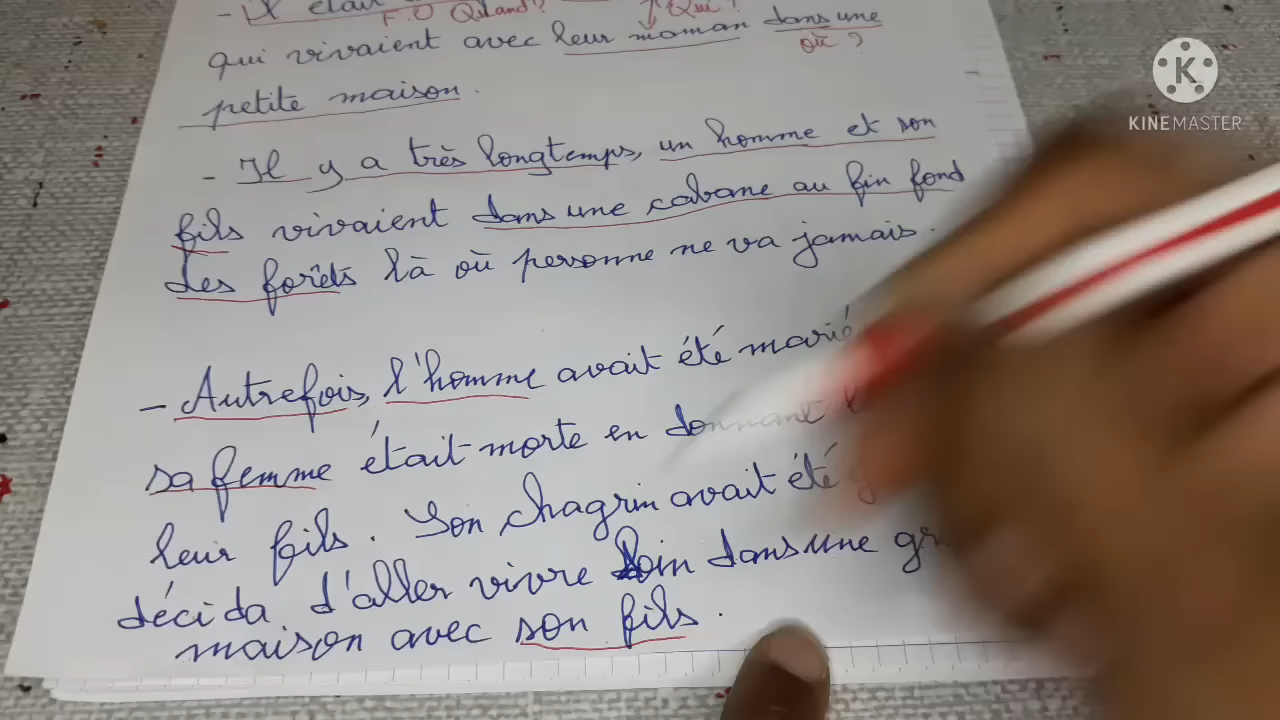 - Il était
F.O Quand? Qui?
qui vivaient avec leur maman dans une
où ?
petite maison.
- Il y a très longtemps, un homme et son
fils vivaient dans une cabane au fin fond
des forêts là où personne ne va jamais.
- Autrefois, l'homme avait été marié
sa femme était morte en donnant
leur fils. Son chagrin avait été
décida d'aller vivre loin dans une
maison avec son fils.
K
KINEMASTER